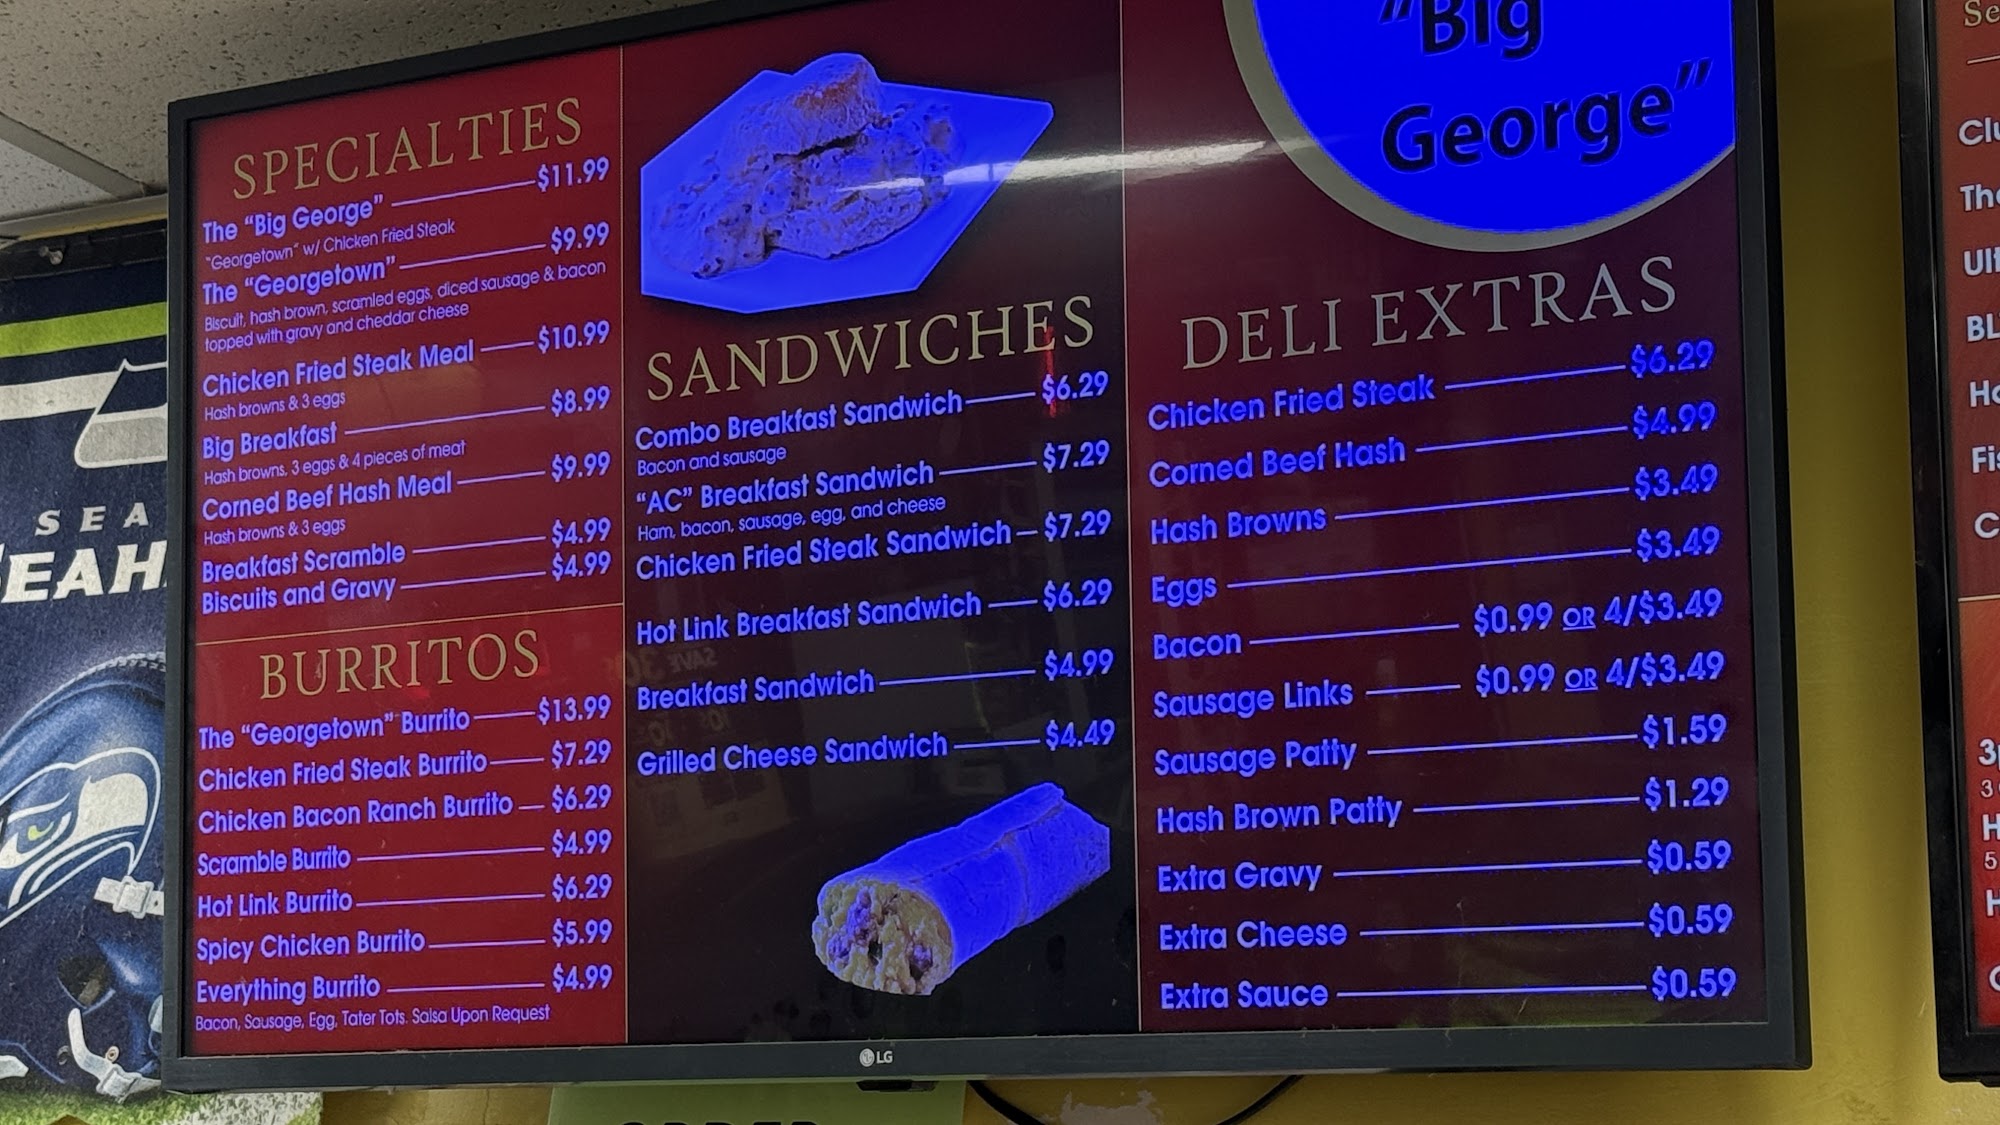 SPECIALTIES
The "Big George" $11.99
"Georgetown" w/ Chicken Fried Steak
The "Georgetown" $9.99
Biscuit, hash brown, scramled eggs, diced sausage & bacon
topped with gravy and cheddar cheese
Chicken Fried Steak Meal $10.99
Hash browns & 3 eggs
Big Breakfast $8.99
Hash browns, 3 eggs & 4 pieces of meat
Corned Beef Hash Meal $9.99
Hash browns & 3 eggs
Breakfast Scramble $4.99
Biscuits and Gravy $4.99
BURRITOS
The "Georgetown" Burrito $13.99
Chicken Fried Steak Burrito $7.29
Chicken Bacon Ranch Burrito $6.29
Scramble Burrito $4.99
Hot Link Burrito $6.29
Spicy Chicken Burrito $5.99
Everything Burrito $4.99
Bacon, Sausage, Egg, Tater Tots. Salsa Upon Request
SANDWICHES
Combo Breakfast Sandwich $6.29
Bacon and sausage
"AC" Breakfast Sandwich $7.29
Ham, bacon, sausage, egg, and cheese
Chicken Fried Steak Sandwich $7.29
Hot Link Breakfast Sandwich $6.29
Breakfast Sandwich $4.99
Grilled Cheese Sandwich $4.49
"Big
George"
DELI EXTRAS
Chicken Fried Steak $6.29
Corned Beef Hash $4.99
Hash Browns $3.49
Eggs $3.49
Bacon $0.99 OR 4/$3.49
Sausage Links $0.99 OR 4/$3.49
Sausage Patty $1.59
Hash Brown Patty $1.29
Extra Gravy $0.59
Extra Cheese $0.59
Extra Sauce $0.59
LG
SEA
EAH